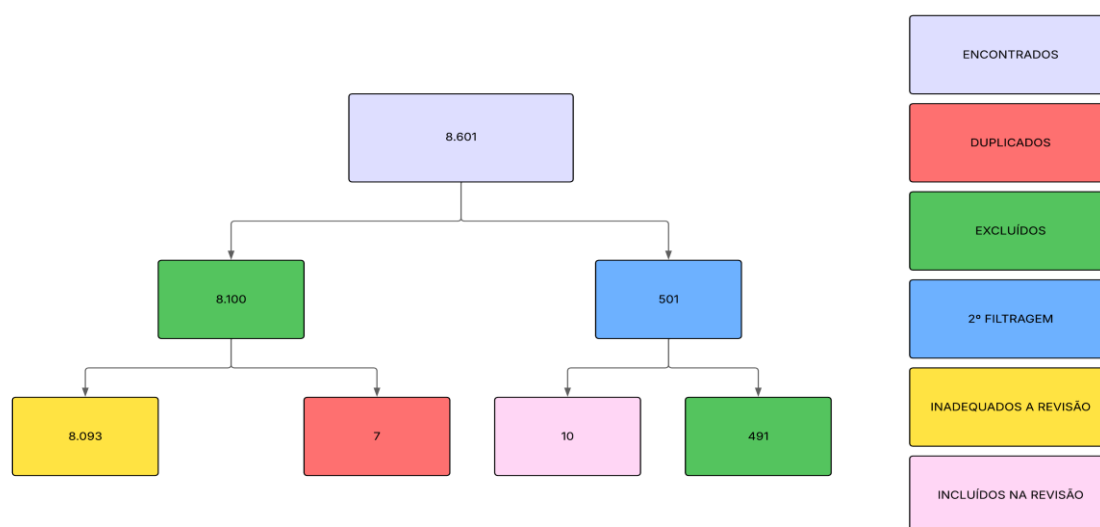 8.601
8.100
501
8.093
7
10
491
ENCONTRADOS
DUPLICADOS
EXCLUÍDOS
2º FILTRAGEM
INADEQUADOS A REVISÃO
INCLUÍDOS NA REVISÃO